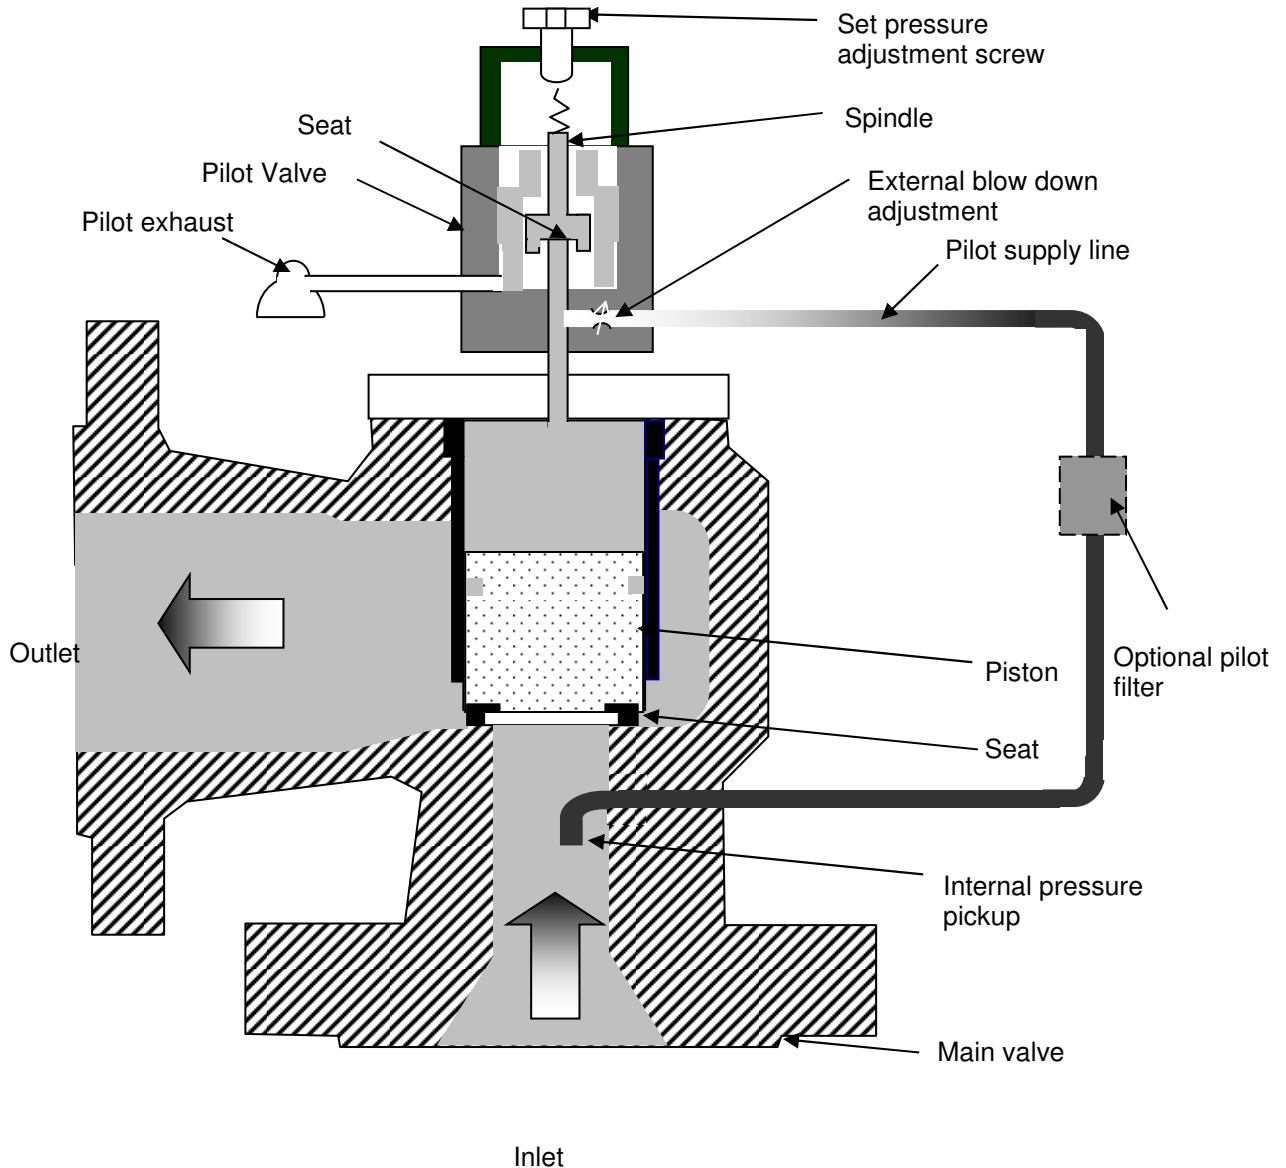 Set pressure
adjustment screw
Seat
Spindle
Pilot Valve
External blow down
adjustment
Pilot exhaust
Pilot supply line
Outlet
Piston
Optional pilot
filter
Seat
Internal pressure
pickup
Main valve
Inlet